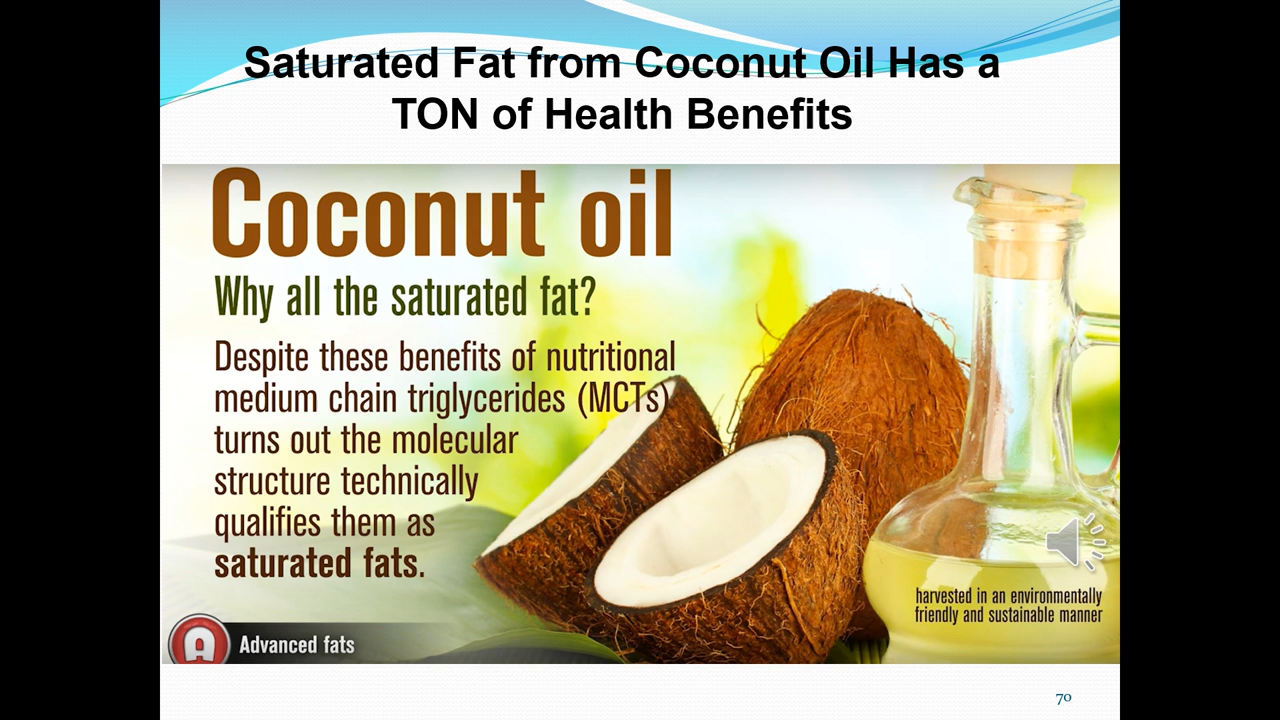 Saturated Fat from Coconut Oil Has a
TON of Health Benefits
Coconut oil
Why all the saturated fat?
Despite these benefits of nutritional
medium chain triglycerides (MCTs)
turns out the molecular
structure technically
qualifies them as
saturated fats.
harvested in an environmentally
friendly and sustainable manner
A
Advanced fats
70